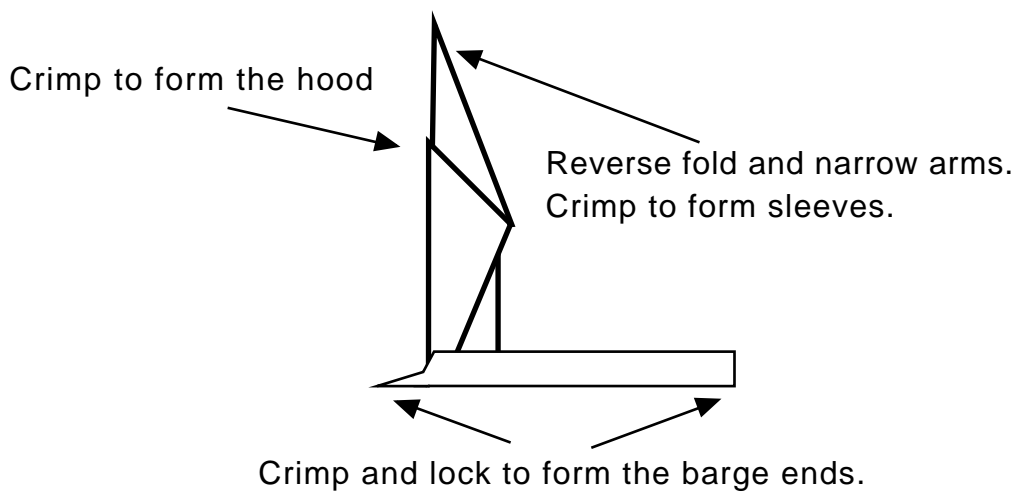 Crimp to form the hood
Reverse fold and narrow arms.
Crimp to form sleeves.
Crimp and lock to form the barge ends.